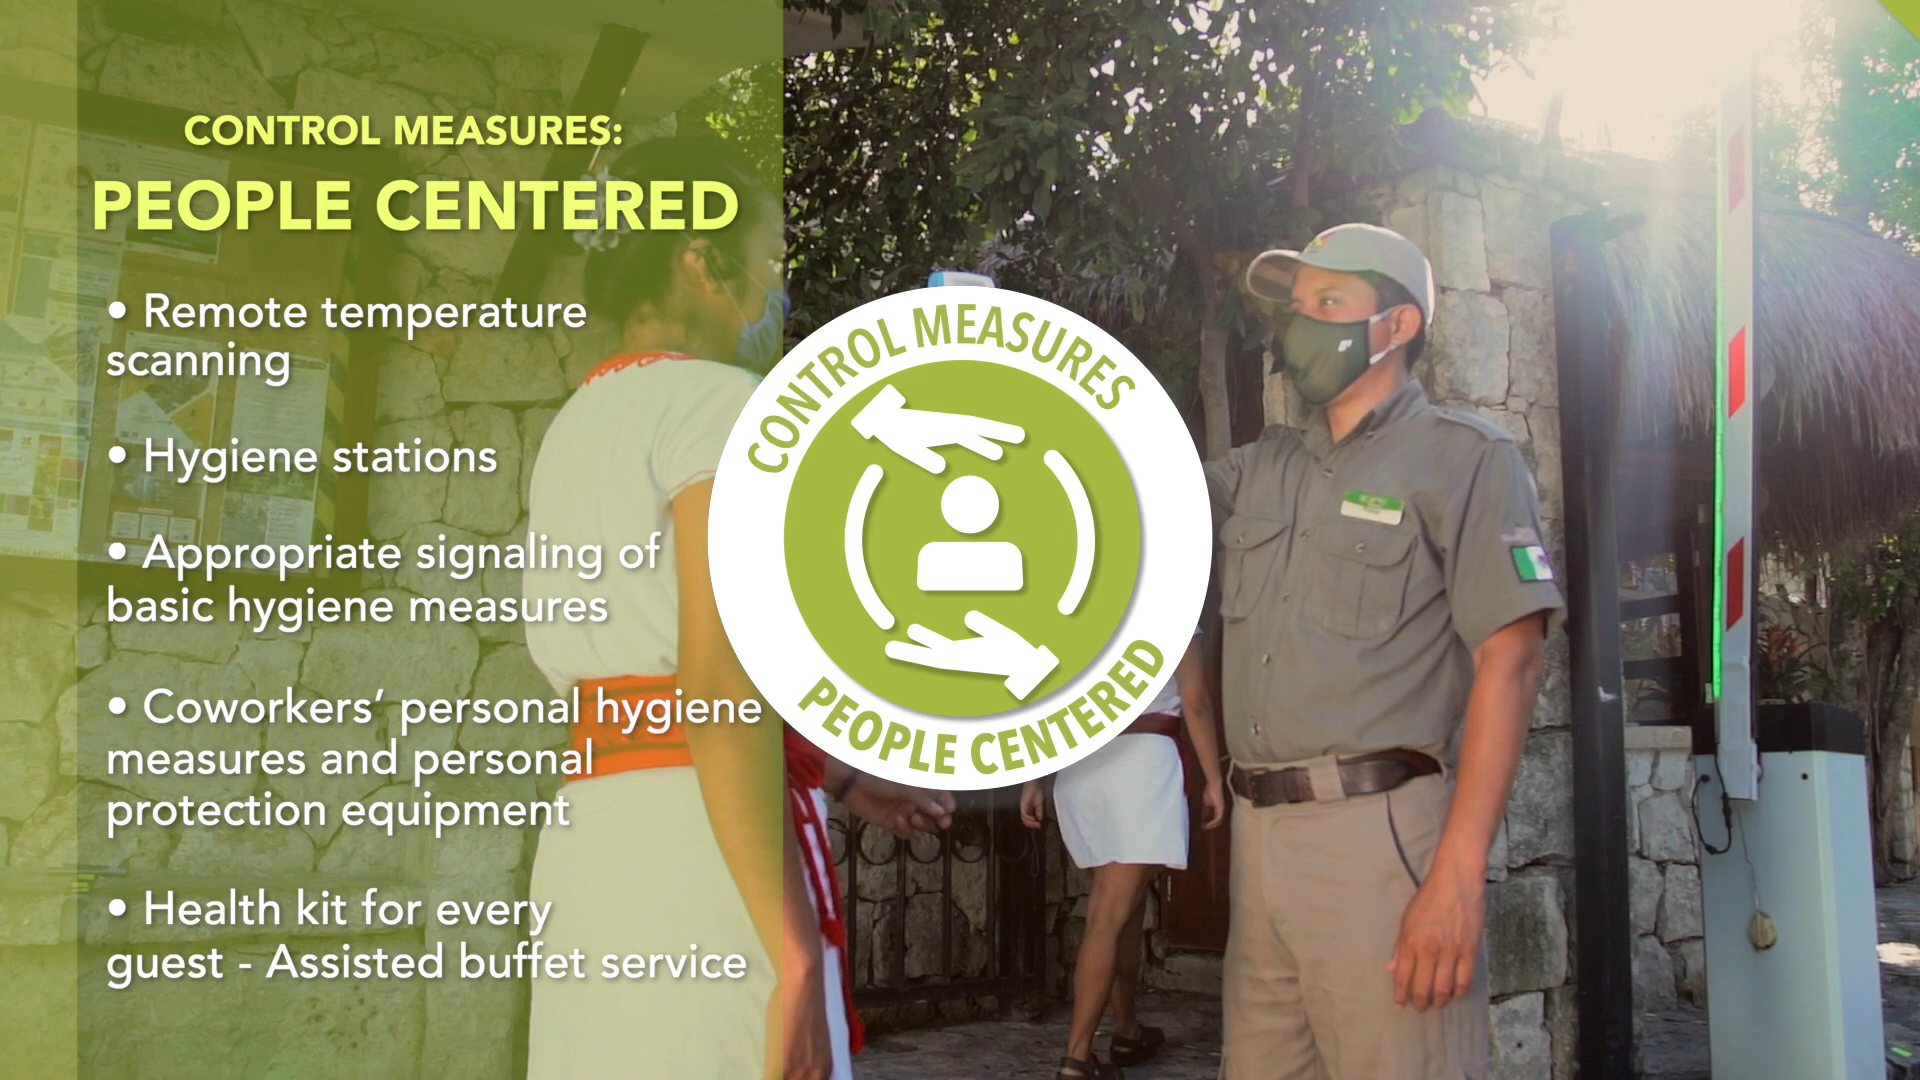 CONTROL MEASURES:
PEOPLE CENTERED
• Remote temperature
scanning
• Hygiene stations
• Appropriate signaling of
basic hygiene measures
• Coworkers’ personal hygiene
measures and personal
protection equipment
• Health kit for every
guest - Assisted buffet service
CONTROL MEASURES
PEOPLE CENTERED